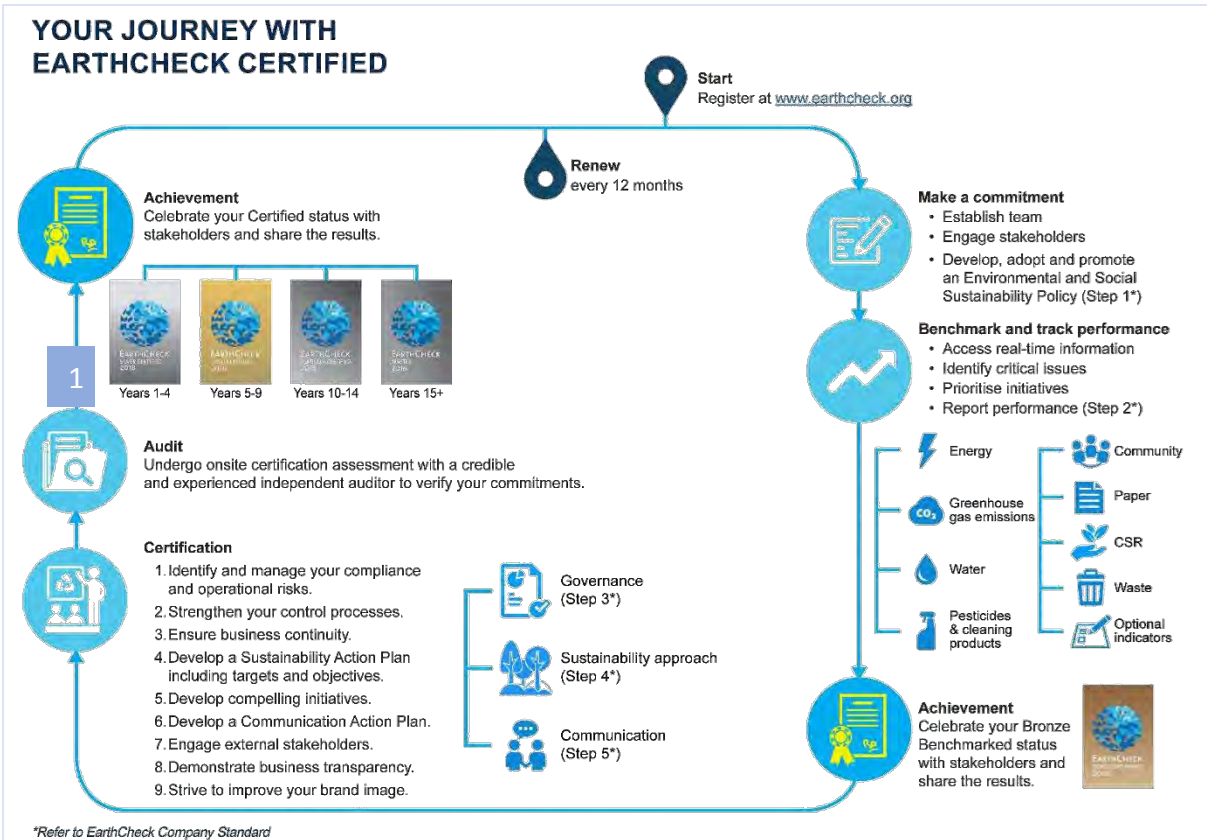 YOUR JOURNEY WITH
EARTHCHECK CERTIFIED
Start
Register at www.earthcheck.org
Renew
every 12 months
Make a commitment
• Establish team
• Engage stakeholders
• Develop, adopt and promote
an Environmental and Social
Sustainability Policy (Step 1*)
Benchmark and track performance
• Access real-time information
• Identify critical issues
• Prioritise initiatives
• Report performance (Step 2*)
Energy
Greenhouse
gas emissions
CO₂
Water
Pesticides
& cleaning
products
Community
Paper
CSR
Waste
Optional
indicators
Achievement
Celebrate your Bronze
Benchmarked status
with stakeholders and
share the results.
EARTHCHECK
Certification
1. Identify and manage your compliance
and operational risks.
2. Strengthen your control processes.
3. Ensure business continuity.
4. Develop a Sustainability Action Plan
including targets and objectives.
5. Develop compelling initiatives.
6. Develop a Communication Action Plan.
7. Engage external stakeholders.
8. Demonstrate business transparency.
9. Strive to improve your brand image.
Governance
(Step 3*)
Sustainability approach
(Step 4*)
Communication
(Step 5*)
Audit
Undergo onsite certification assessment with a credible
and experienced independent auditor to verify your commitments.
1
Achievement
Celebrate your Certified status with
stakeholders and share the results.
EARTHCHECK
EARTHCHECK
EARTHCHECK
EARTHCHECK
Years 1-4
Years 5-9
Years 10-14
Years 15+
*Refer to EarthCheck Company Standard